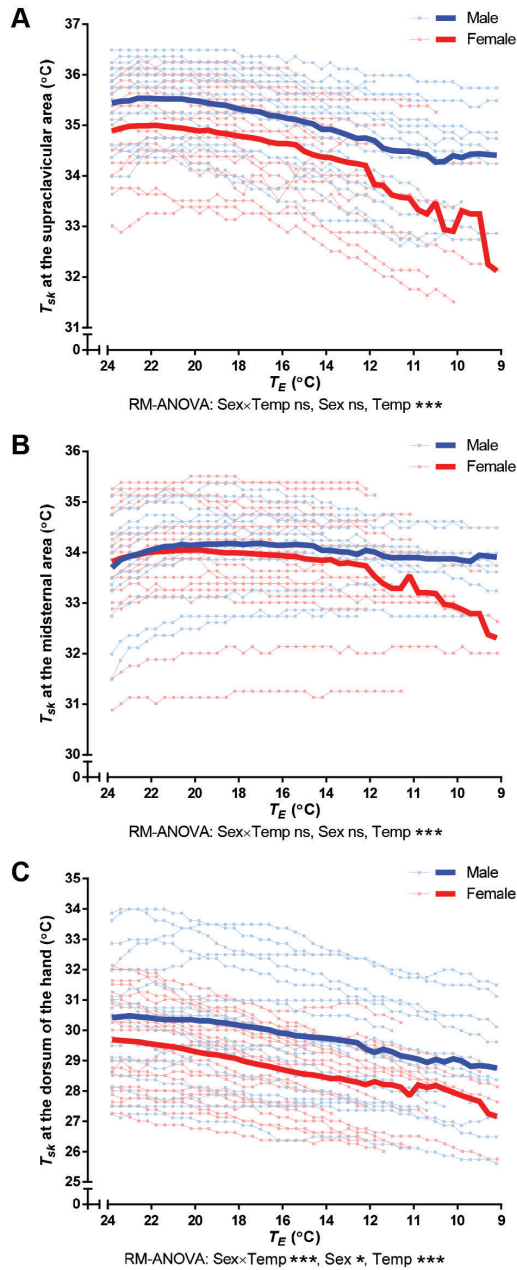 A
Male
Female
37
36
35
34
33
32
31
0
Tsk at the supraclavicular area (°C)
24 22 20 18 16 14 12 11 10 9
TE (°C)
RM-ANOVA: Sex×Temp ns, Sex ns, Temp ***
B
Male
Female
36
35
34
33
32
31
30
0
Tsk at the midsternal area (°C)
24 22 20 18 16 14 12 11 10 9
TE (°C)
RM-ANOVA: Sex×Temp ns, Sex ns, Temp ***
C
Male
Female
35
34
33
32
31
30
29
28
27
26
25
0
Tsk at the dorsum of the hand (°C)
24 22 20 18 16 14 12 11 10 9
TE (°C)
RM-ANOVA: Sex×Temp ***, Sex *, Temp ***